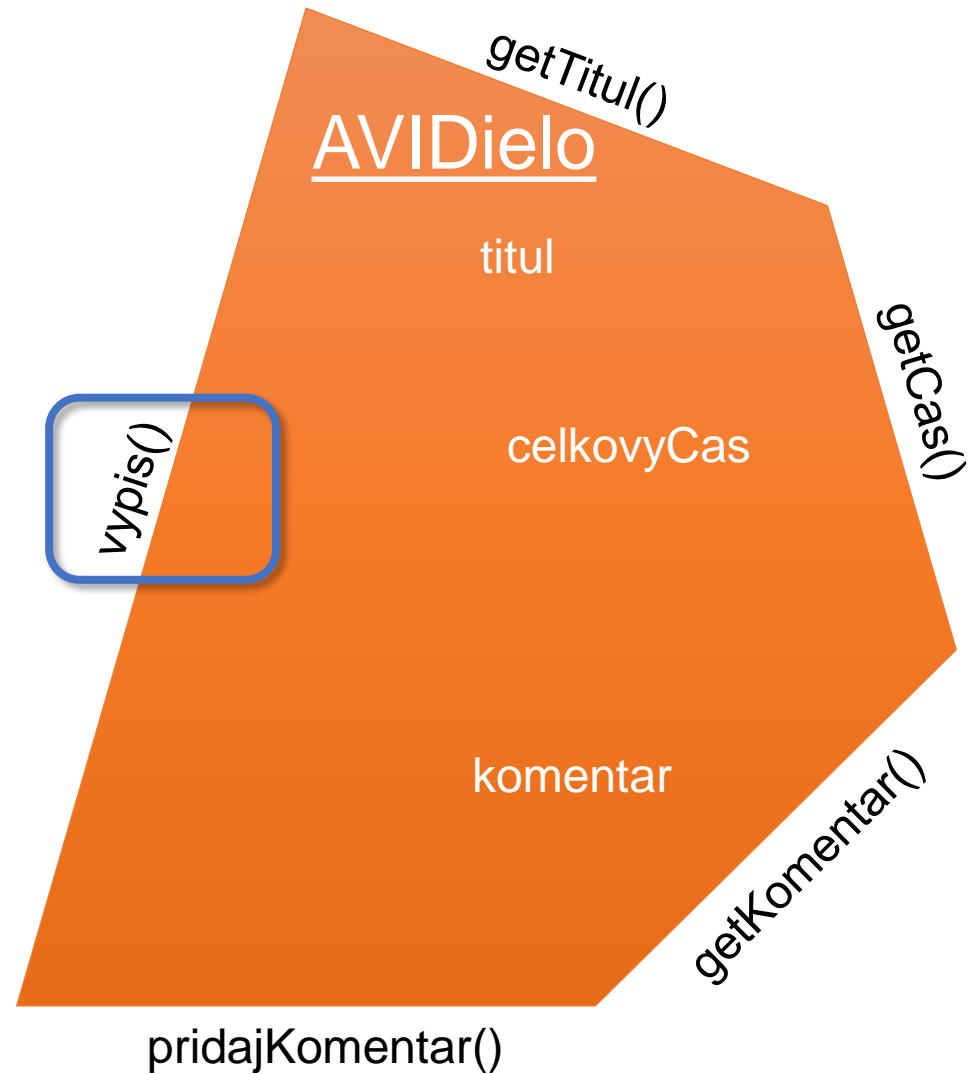 getTitul()
AVIDielo
titul
getCas()
vypis()
celkovyCas
komentar
getKomentar()
pridajKomentar()